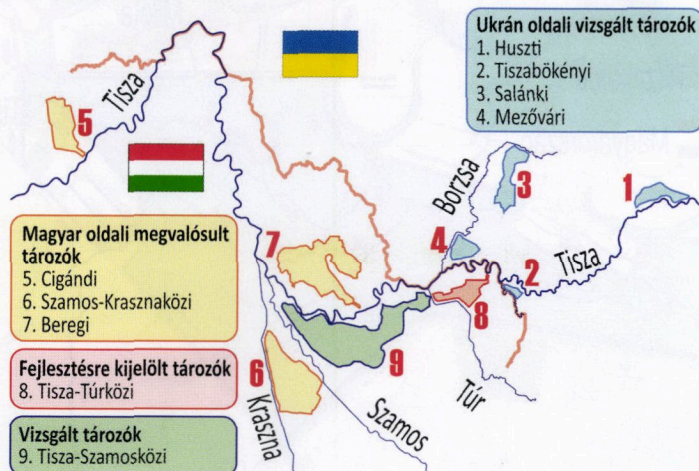 Ukrán oldali vizsgált tározók
1. Huszti
2. Tiszabökényi
3. Salánki
4. Mezővári
Tisza
5
Borzsa
3
1
4
Tisza
2
7
8
9
6
Kraszna
Szamos
Túr
Magyar oldali megvalósult
tározók
5. Cigándi
6. Szamos-Krasznaközi
7. Beregi
Fejlesztésre kijelölt tározók
8. Tisza-Túrközi
Vizsgált tározók
9. Tisza-Szamosközi